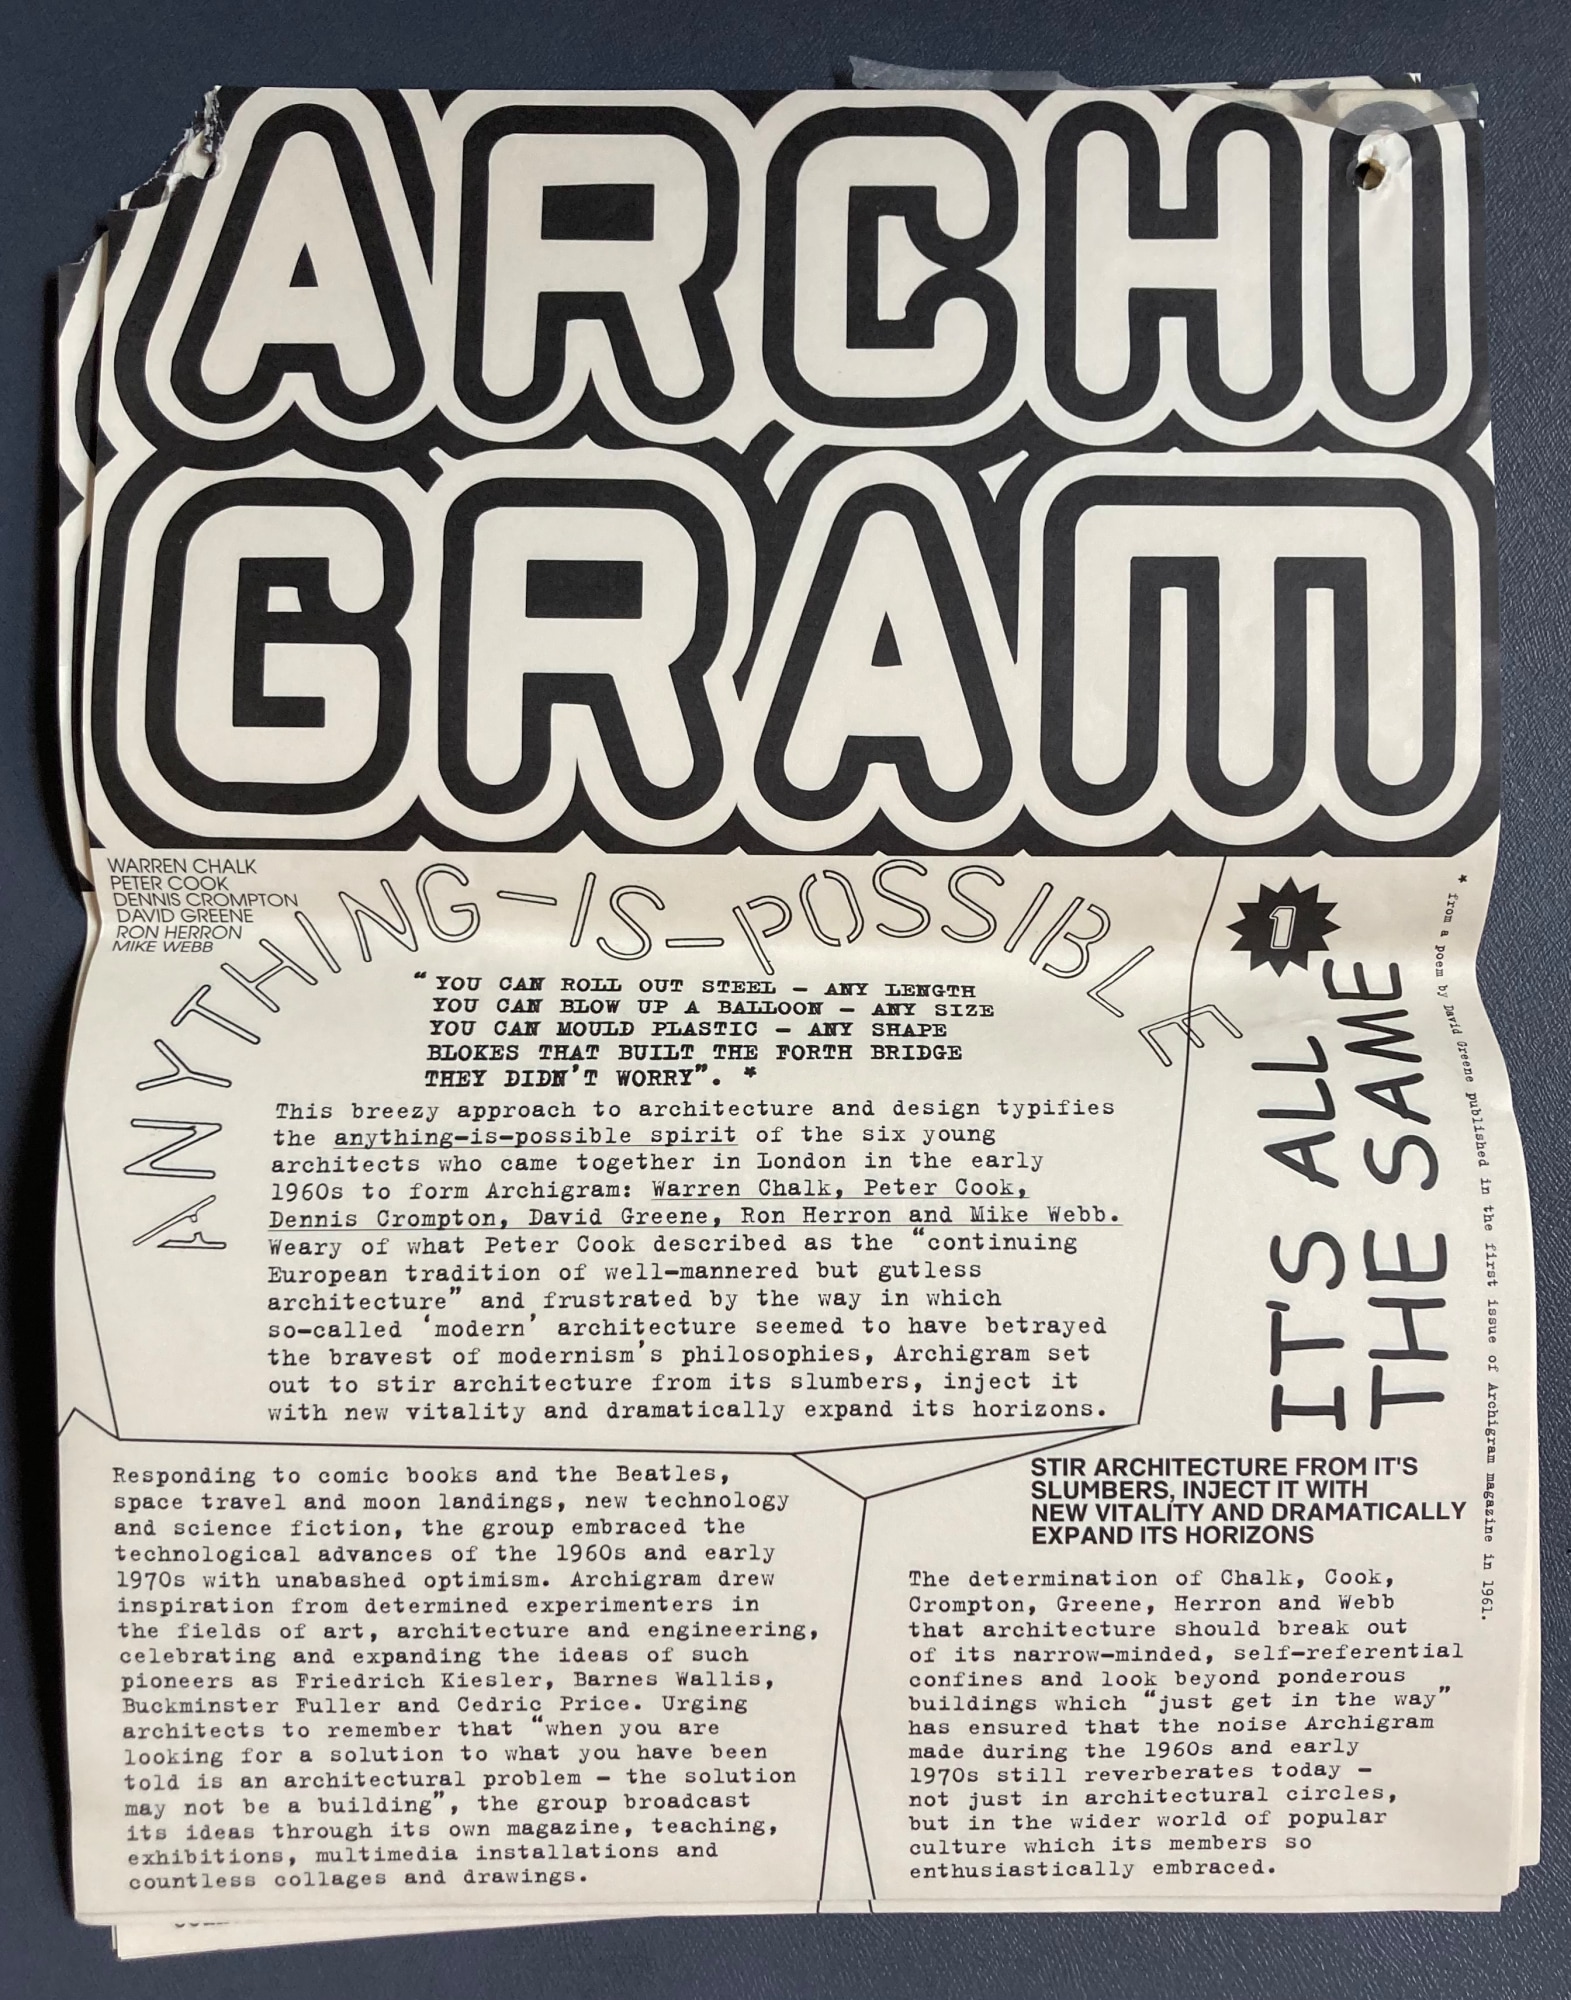 ARCHI
GRAM
WARREN CHALK
PETER COOK
DENNIS CROMPTON
DAVID GREENE
RON HERRON
MIKE WEBB
ANYTHING-IS-POSSIBLE
"YOU CAN ROLL OUT STEEL – ANY LENGTH
YOU CAN BLOW UP A BALLOON – ANY SIZE
YOU CAN MOULD PLASTIC – ANY SHAPE
BLOKES THAT BUILT THE FORTH BRIDGE
THEY DIDN'T WORRY". *
This breezy approach to architecture and design typifies
the anything-is-possible spirit of the six young
architects who came together in London in the early
1960s to form Archigram: Warren Chalk, Peter Cook,
Dennis Crompton, David Greene, Ron Herron and Mike Webb.
Weary of what Peter Cook described as the "continuing
European tradition of well-mannered but gutless
architecture" and frustrated by the way in which
so-called 'modern' architecture seemed to have betrayed
the bravest of modernism's philosophies, Archigram set
out to stir architecture from its slumbers, inject it
with new vitality and dramatically expand its horizons.
1
IT'S ALL
THE SAME
* from a poem by David Greene published in the first issue of Archigram magazine in 1961.
Responding to comic books and the Beatles,
space travel and moon landings, new technology
and science fiction, the group embraced the
technological advances of the 1960s and early
1970s with unabashed optimism. Archigram drew
inspiration from determined experimenters in
the fields of art, architecture and engineering,
celebrating and expanding the ideas of such
pioneers as Friedrich Kiesler, Barnes Wallis,
Buckminster Fuller and Cedric Price. Urging
architects to remember that "when you are
looking for a solution to what you have been
told is an architectural problem – the solution
may not be a building", the group broadcast
its ideas through its own magazine, teaching,
exhibitions, multimedia installations and
countless collages and drawings.
STIR ARCHITECTURE FROM IT'S
SLUMBERS, INJECT IT WITH
NEW VITALITY AND DRAMATICALLY
EXPAND ITS HORIZONS
The determination of Chalk, Cook,
Crompton, Greene, Herron and Webb
that architecture should break out
of its narrow-minded, self-referential
confines and look beyond ponderous
buildings which "just get in the way"
has ensured that the noise Archigram
made during the 1960s and early
1970s still reverberates today –
not just in architectural circles,
but in the wider world of popular
culture which its members so
enthusiastically embraced.